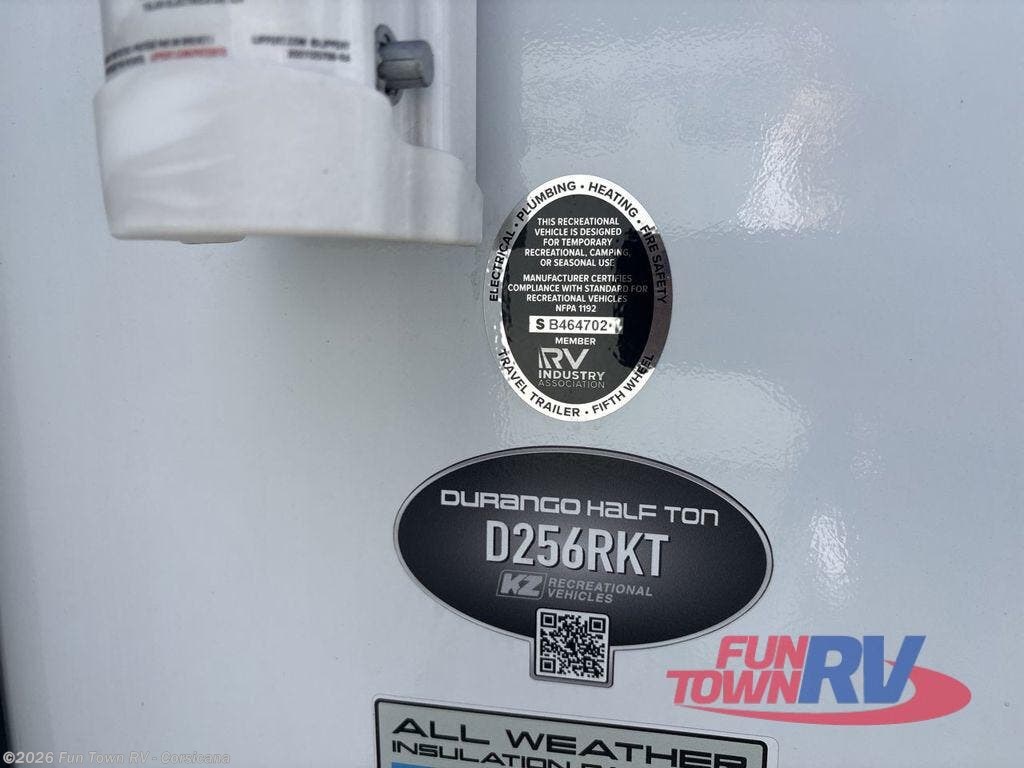 ELECTRICAL • PLUMBING • HEATING • FIRE SAFETY
THIS RECREATIONAL
VEHICLE IS DESIGNED
FOR TEMPORARY
RECREATIONAL, CAMPING,
OR SEASONAL USE
MANUFACTURER CERTIFIES
COMPLIANCE WITH STANDARD FOR
RECREATIONAL VEHICLES
NFPA 1192
S B464702
MEMBER
RV
INDUSTRY
ASSOCIATION
TRAVEL TRAILER • FIFTH WHEEL
DURANGO HALF TON
D256RKT
KZ RECREATIONAL
VEHICLES
FUN
TOWN RV
ALL WEATHER
INSULATION
©2026 Fun Town RV - Corsicana